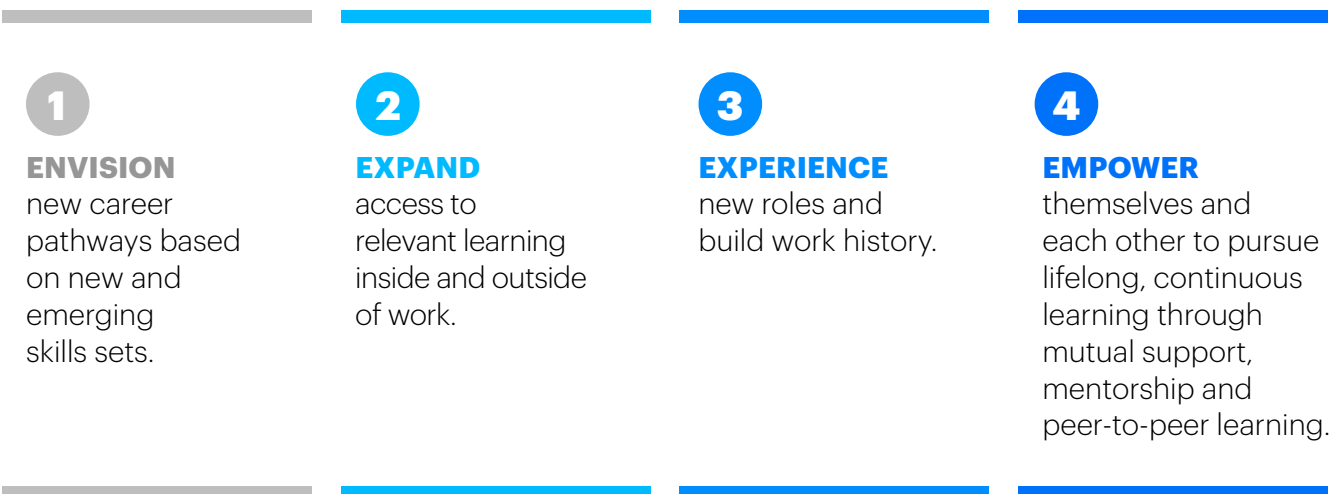 1
ENVISION
new career
pathways based
on new and
emerging
skills sets.
2
EXPAND
access to
relevant learning
inside and outside
of work.
3
EXPERIENCE
new roles and
build work history.
4
EMPOWER
themselves and
each other to pursue
lifelong, continuous
learning through
mutual support,
mentorship and
peer-to-peer learning.